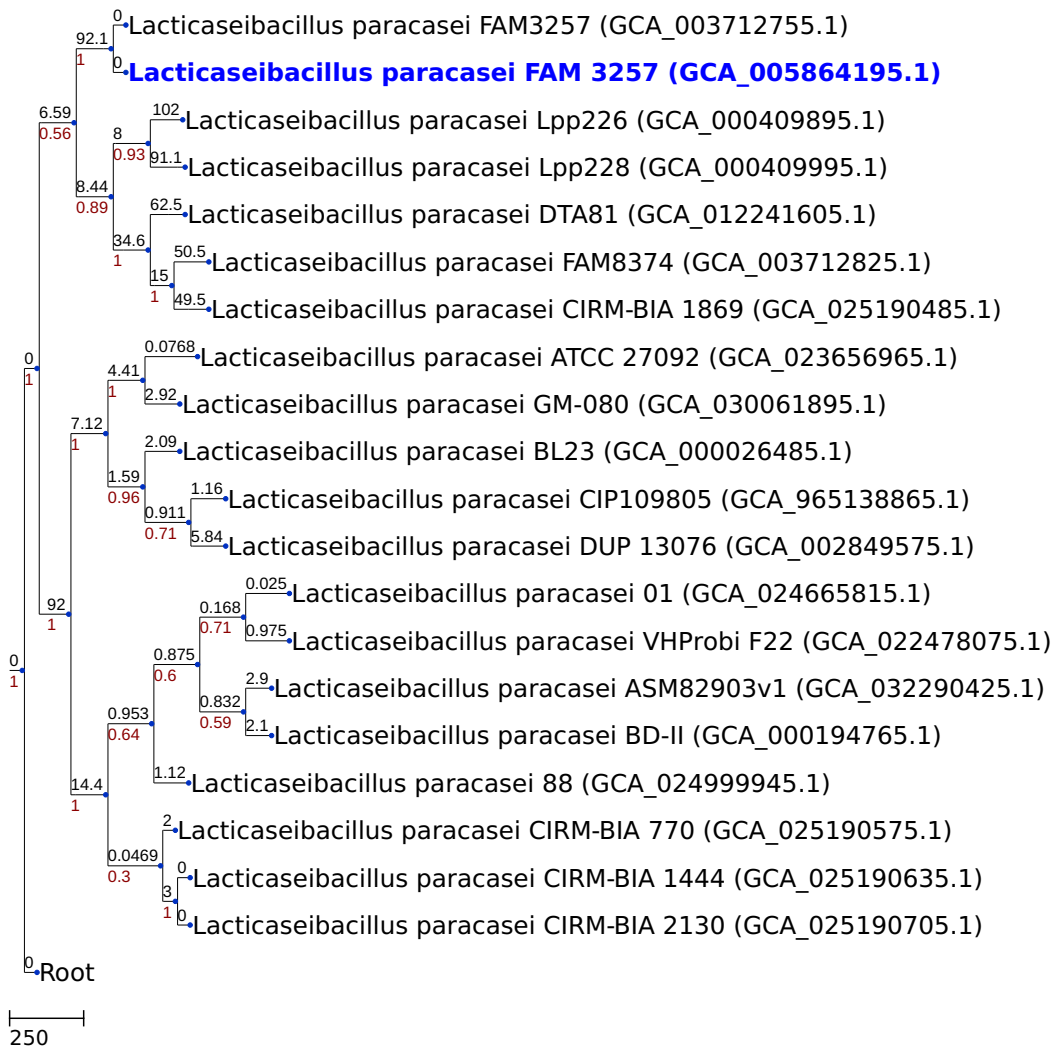 0
Lacticaseibacillus paracasei FAM3257 (GCA_003712755.1)
92.1
1
0
Lacticaseibacillus paracasei FAM 3257 (GCA_005864195.1)
6.59
0.56
102
Lacticaseibacillus paracasei Lpp226 (GCA_000409895.1)
8
0.93
91.1
Lacticaseibacillus paracasei Lpp228 (GCA_000409995.1)
8.44
0.89
62.5
Lacticaseibacillus paracasei DTA81 (GCA_012241605.1)
34.6
1
50.5
Lacticaseibacillus paracasei FAM8374 (GCA_003712825.1)
15
1
49.5
Lacticaseibacillus paracasei CIRM-BIA 1869 (GCA_025190485.1)
0
1
0.0768
Lacticaseibacillus paracasei ATCC 27092 (GCA_023656965.1)
4.41
1
2.92
Lacticaseibacillus paracasei GM-080 (GCA_030061895.1)
7.12
1
2.09
Lacticaseibacillus paracasei BL23 (GCA_000026485.1)
1.59
0.96
1.16
Lacticaseibacillus paracasei CIP109805 (GCA_965138865.1)
0.911
0.71
5.84
Lacticaseibacillus paracasei DUP 13076 (GCA_002849575.1)
92
1
0.025
Lacticaseibacillus paracasei 01 (GCA_024665815.1)
0.168
0.71
0.975
Lacticaseibacillus paracasei VHProbi F22 (GCA_022478075.1)
0.875
0.6
0
1
2.9
Lacticaseibacillus paracasei ASM82903v1 (GCA_032290425.1)
0.832
0.59
2.1
Lacticaseibacillus paracasei BD-II (GCA_000194765.1)
0.953
0.64
1.12
Lacticaseibacillus paracasei 88 (GCA_024999945.1)
14.4
1
2
Lacticaseibacillus paracasei CIRM-BIA 770 (GCA_025190575.1)
0.0469
0.3
0
Lacticaseibacillus paracasei CIRM-BIA 1444 (GCA_025190635.1)
3
1
0
Lacticaseibacillus paracasei CIRM-BIA 2130 (GCA_025190705.1)
0
Root
250